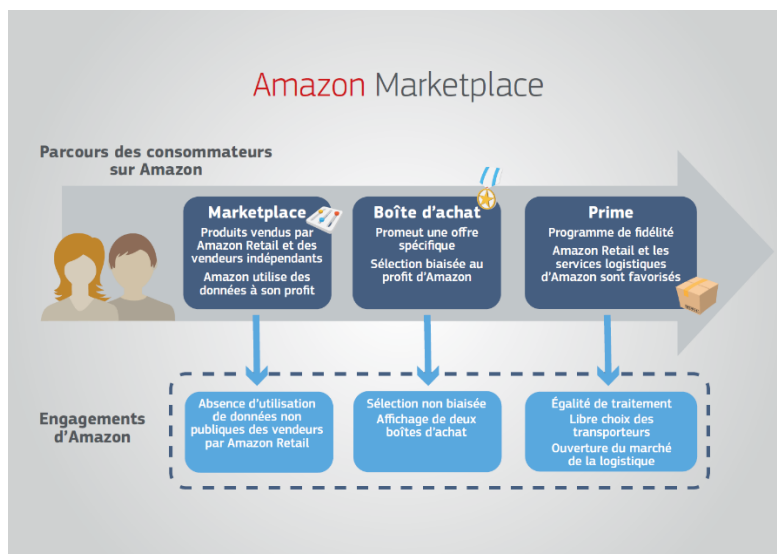 Amazon Marketplace
Parcours des consommateurs
sur Amazon
Marketplace
Produits vendus par
Amazon Retail et des
vendeurs indépendants
Amazon utilise des
données à son profit
Boîte d'achat
Promeut une offre
spécifique
Sélection biaisée au
profit d'Amazon
Prime
Programme de fidélité
Amazon Retail et les
services logistiques
d'Amazon sont favorisés
Engagements
d'Amazon
Absence d'utilisation
de données non
publiques des vendeurs
par Amazon Retail
Sélection non biaisée
Affichage de deux
boîtes d'achat
Égalité de traitement
Libre choix des
transporteurs
Ouverture du marché
de la logistique